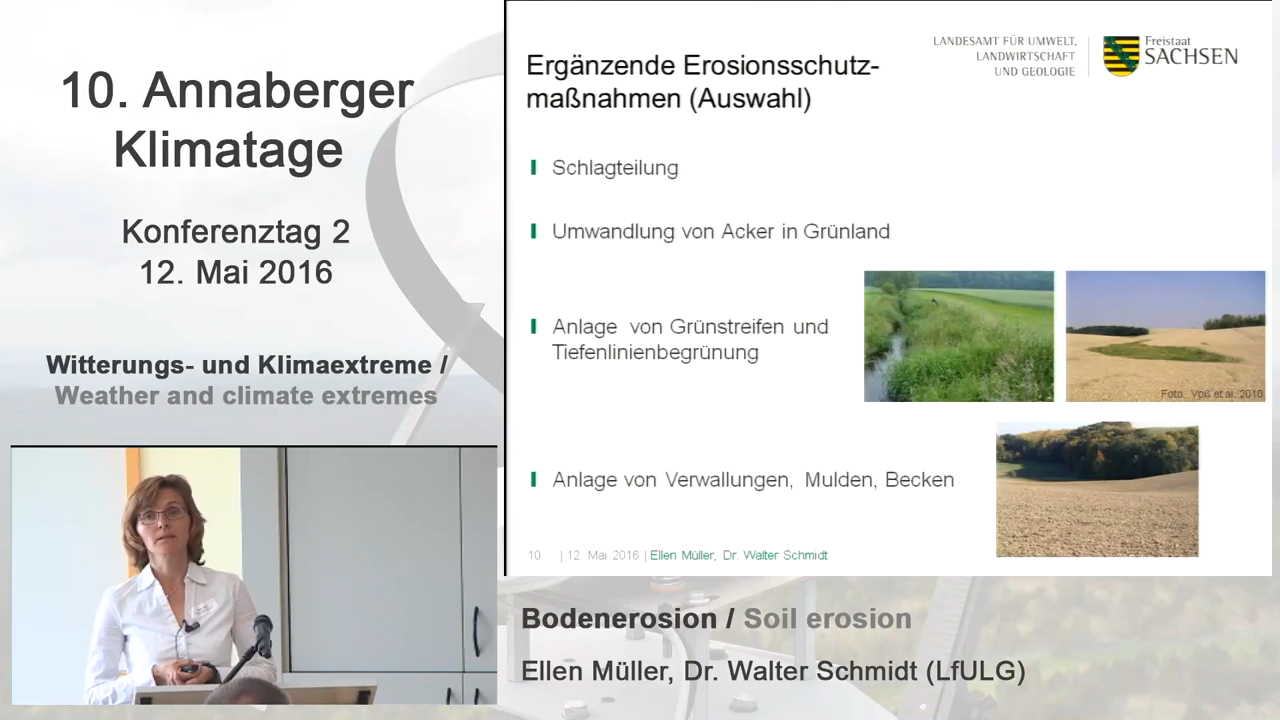 10. Annaberger
Klimatage
Konferenztag 2
12. Mai 2016
Witterungs- und Klimaextreme /
Weather and climate extremes
LANDESAMT FÜR UMWELT,
LANDWIRTSCHAFT
UND GEOLOGIE
Freistaat
SACHSEN
Ergänzende Erosionsschutz-
maßnahmen (Auswahl)
Schlagteilung
Umwandlung von Acker in Grünland
Anlage von Grünstreifen und
Tiefenlinienbegrünung
Foto: Voß et al. 2010
Anlage von Verwallungen, Mulden, Becken
10 | 12. Mai 2016 | Ellen Müller, Dr. Walter Schmidt
Bodenerosion / Soil erosion
Ellen Müller, Dr. Walter Schmidt (LfULG)